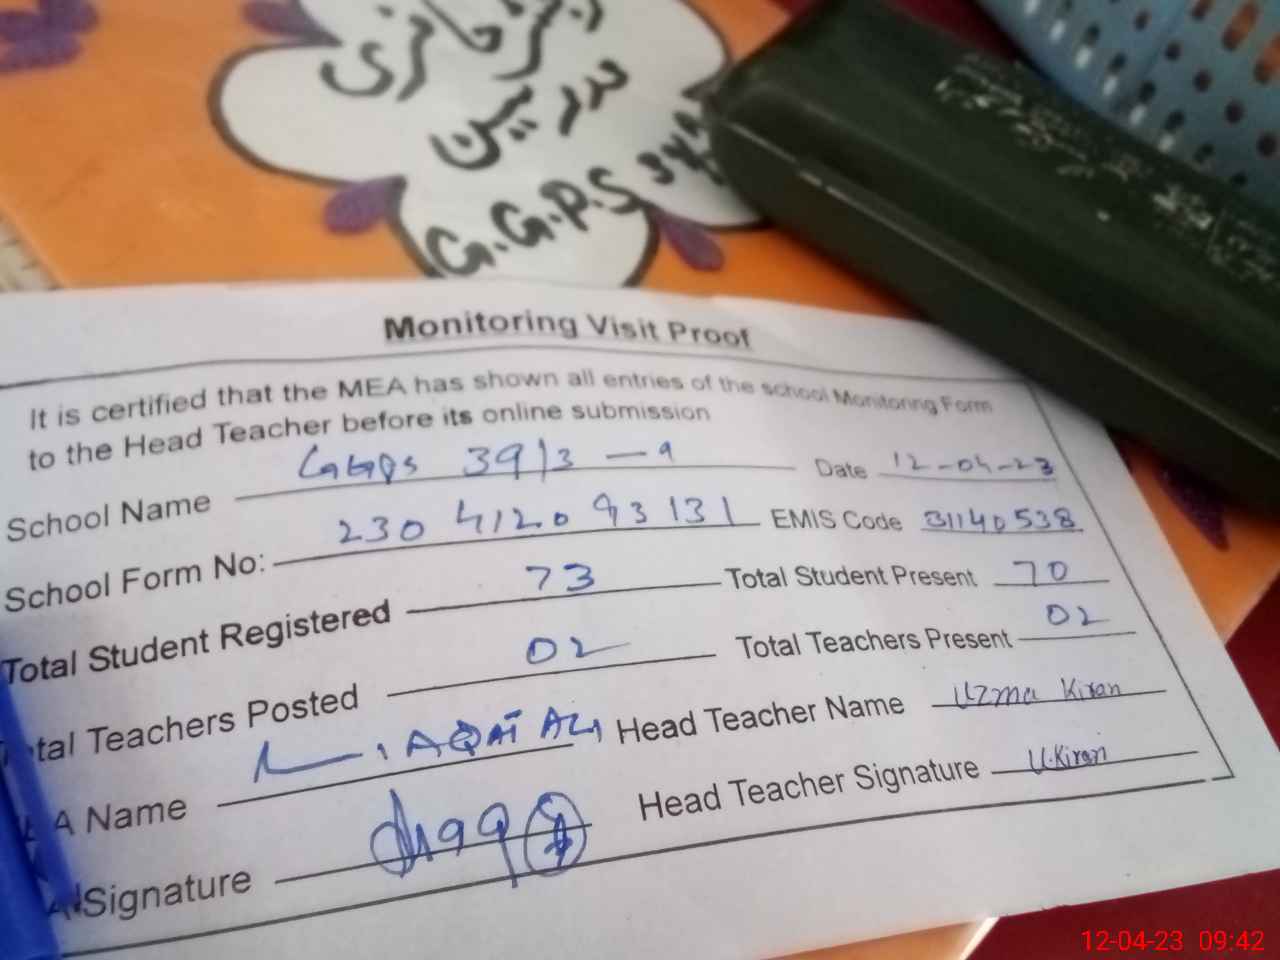 رجسٹر حاضری
مدرسین
G.G.P.S
Monitoring Visit Proof
It is certified that the MEA has shown all entries of the school Monitoring Form
to the Head Teacher before its online submission
School Name GGPS 39/3-9 Date 12-04-23
School Form No: 230 4120 93131 EMIS Code 31140538
Total Student Registered 73 Total Student Present 70
tal Teachers Posted 02 Total Teachers Present 02
A Name LIAQAT ALI Head Teacher Name Uzma Kiran
Signature Head Teacher Signature U.Kiran
12-04-23 09:42